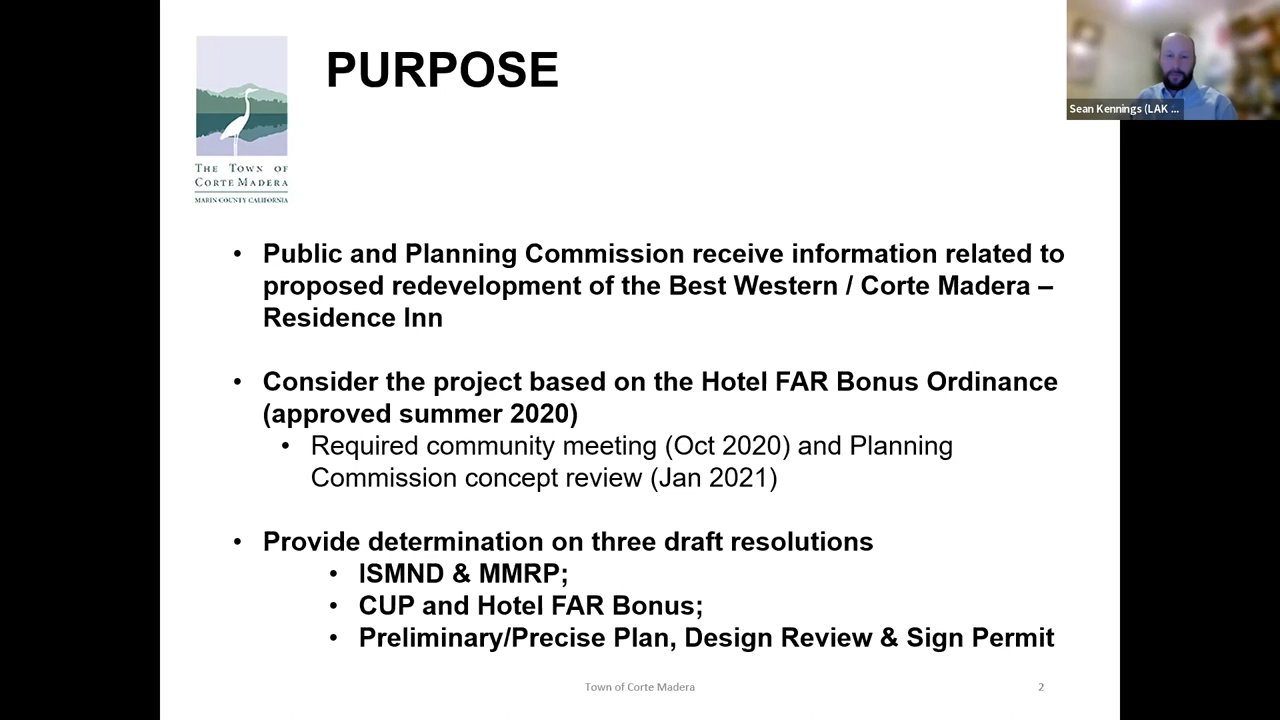 PURPOSE
Sean Kennings (LAK ...
THE TOWN OF
CORTE MADERA
MARIN COUNTY CALIFORNIA
• Public and Planning Commission receive information related to
proposed redevelopment of the Best Western / Corte Madera –
Residence Inn
• Consider the project based on the Hotel FAR Bonus Ordinance
(approved summer 2020)
• Required community meeting (Oct 2020) and Planning
Commission concept review (Jan 2021)
• Provide determination on three draft resolutions
• ISMND & MMRP;
• CUP and Hotel FAR Bonus;
• Preliminary/Precise Plan, Design Review & Sign Permit
Town of Corte Madera
2